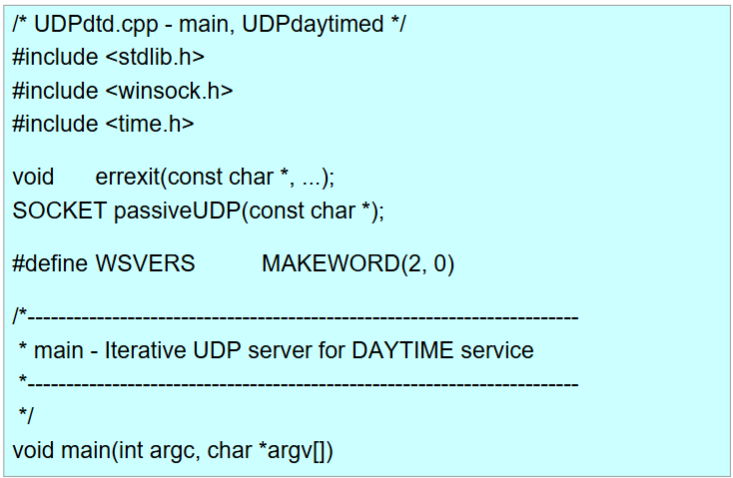 /* UDPdtd.cpp - main, UDPdaytimed */
#include <stdlib.h>
#include <winsock.h>
#include <time.h>
void errexit(const char *, ...);
SOCKET passiveUDP(const char *);
#define WSVERS MAKEWORD(2, 0)
/*-----------------------------------------------------------------------
* main - Iterative UDP server for DAYTIME service
*-----------------------------------------------------------------------
*/
void main(int argc, char *argv[])